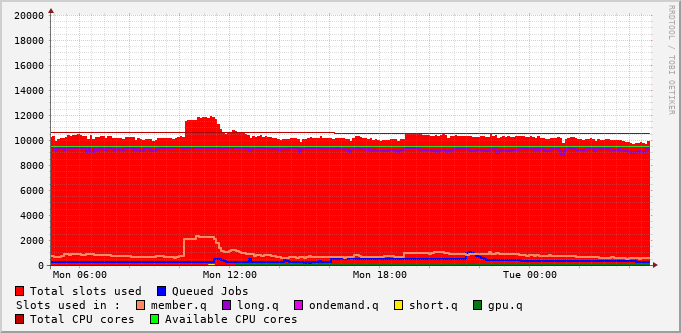 20000
18000
16000
14000
12000
10000
8000
6000
4000
2000
0
Mon 06:00 Mon 12:00 Mon 18:00 Tue 00:00
RRDTOOL / TOBI OETIKER
Total slots used Queued Jobs
Slots used in : member.q long.q ondemand.q short.q gpu.q
Total CPU cores Available CPU cores